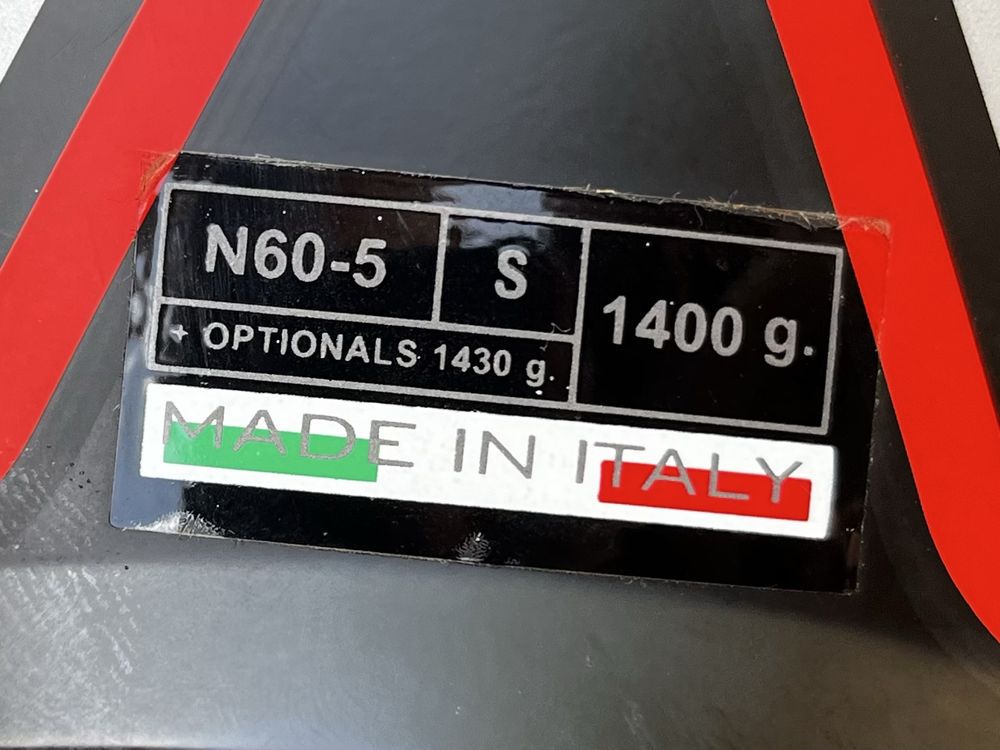 N60-5 S 1400 g.
+ OPTIONALS 1430 g.
MADE IN ITALY